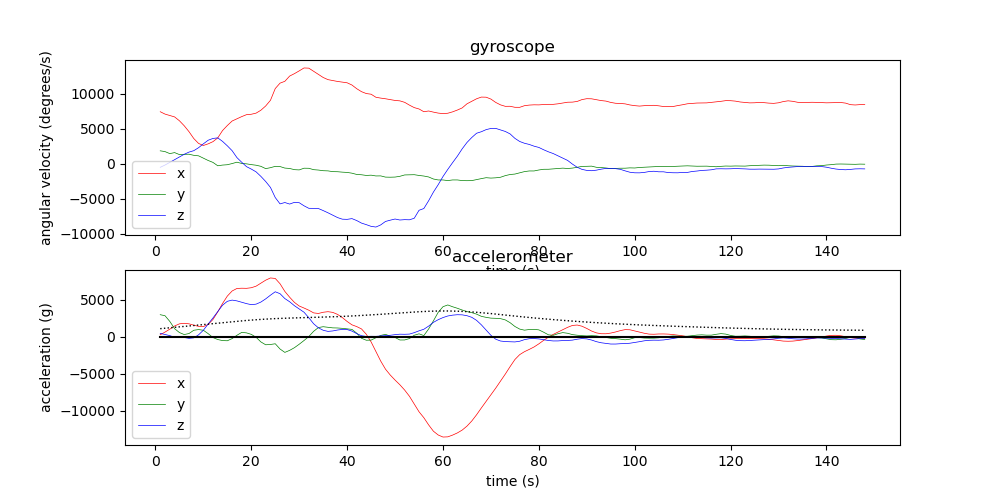 gyroscope
angular velocity (degrees/s)
10000
5000
0
−5000
−10000
x
y
z
0 20 40 60 80 100 120 140
time (s)
accelerometer
acceleration (g)
5000
0
−5000
−10000
x
y
z
0 20 40 60 80 100 120 140
time (s)